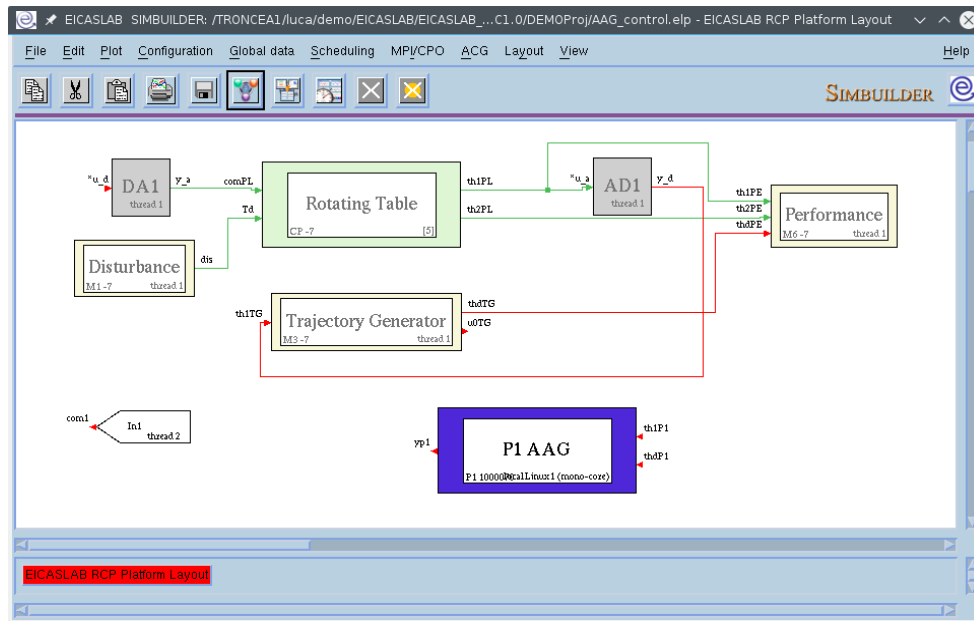 EICASLAB SIMBUILDER: /TRONCEA1/luca/demo/EICASLAB/EICASLAB_...C1.0/DEMOProj/AAG_control.elp - EICASLAB RCP Platform Layout
File Edit Plot Configuration Global data Scheduling MPI/CPO ACG Layout View Help
SIMBUILDER
*u_d DA1 y_a
thread.1
comPL
Td
Rotating Table
CP -7 [5]
th1PL
th2PL
*u_a AD1 y_d
thread.1
th1PE
th2PE
thdPE
Performance
M6 -7 thread.1
Disturbance
M1 -7 thread.1
dis
th1TG
Trajectory Generator
M3 -7 thread.1
thdTG
u0TG
com1
In1
thread.2
yp1
P1 AAG
(mono-core)
th1P1
thdP1
EICASLAB RCP Platform Layout